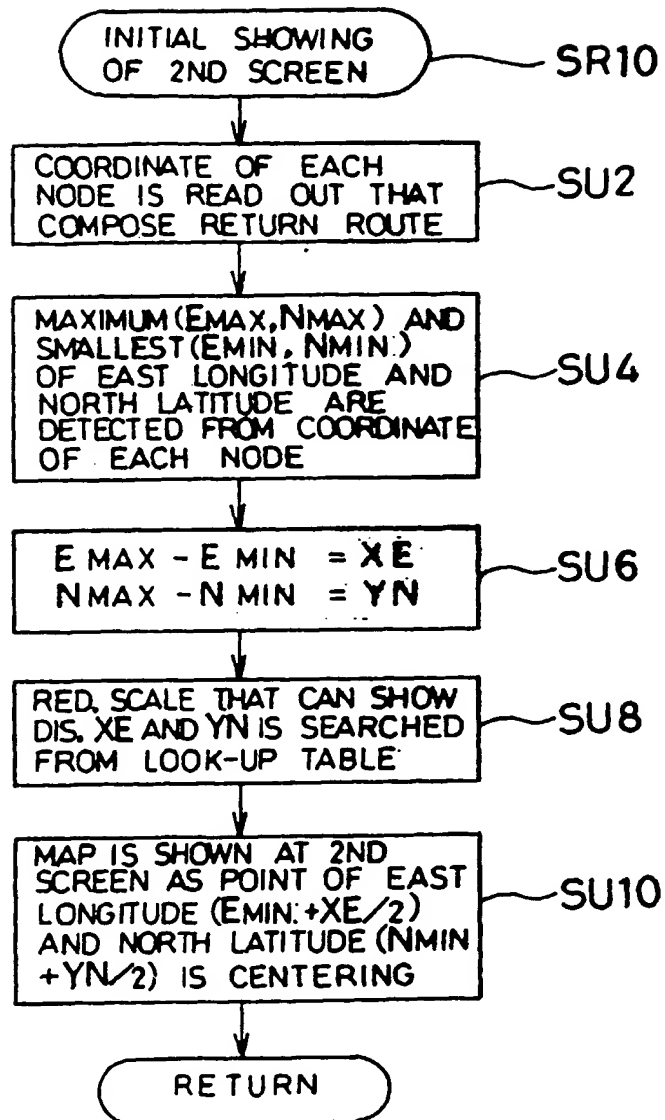 INITIAL SHOWING
OF 2ND SCREEN
SR10
COORDINATE OF EACH
NODE IS READ OUT THAT
COMPOSE RETURN ROUTE
SU2
MAXIMUM (EMAX, NMAX) AND
SMALLEST (EMIN, NMIN.)
OF EAST LONGITUDE AND
NORTH LATITUDE ARE
DETECTED FROM COORDINATE
OF EACH NODE
SU4
EMAX - EMIN = XE
NMAX - NMIN = YN
SU6
RED. SCALE THAT CAN SHOW
DIS. XE AND YN IS SEARCHED
FROM LOOK-UP TABLE
SU8
MAP IS SHOWN AT 2ND
SCREEN AS POINT OF EAST
LONGITUDE (EMIN.+XE/2)
AND NORTH LATITUDE (NMIN
+YN/2) IS CENTERING
SU10
RETURN